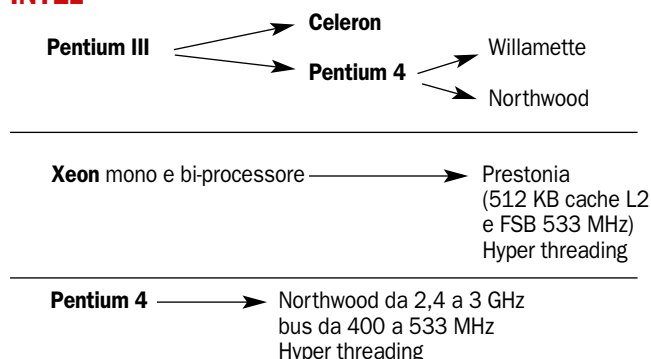 INTEL
Pentium III
Celeron
Pentium 4
Willamette
Northwood
Xeon mono e bi-processore
Prestonia
(512 KB cache L2
e FSB 533 MHz)
Hyper threading
Pentium 4
Northwood da 2,4 a 3 GHz
bus da 400 a 533 MHz
Hyper threading